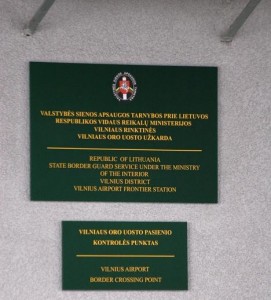 VALSTYBĖS SIENOS APSAUGOS TARNYBOS PRIE LIETUVOS
RESPUBLIKOS VIDAUS REIKALŲ MINISTERIJOS
VILNIAUS RINKTINĖS
VILNIAUS ORO UOSTO UŽKARDA
REPUBLIC OF LITHUANIA
STATE BORDER GUARD SERVICE UNDER THE MINISTRY
OF THE INTERIOR
VILNIUS DISTRICT
VILNIUS AIRPORT FRONTIER STATION
VILNIAUS ORO UOSTO PASIENIO
KONTROLĖS PUNKTAS
VILNIUS AIRPORT
BORDER CROSSING POINT